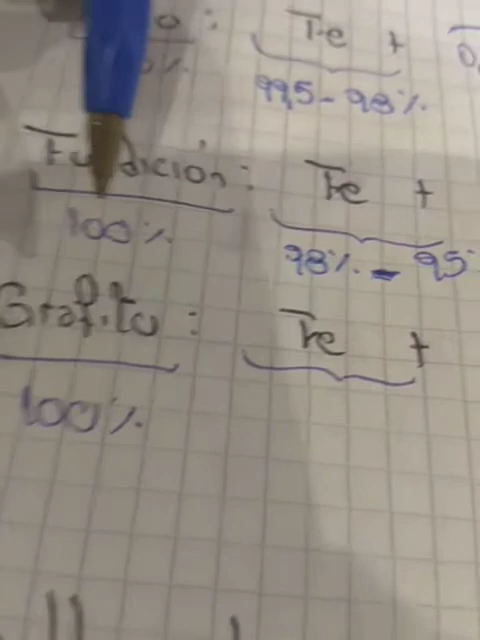 : Fe +
99,5 - 98%
Fundición: Fe +
100%
98% - 95
Grafito: Fe +
100%